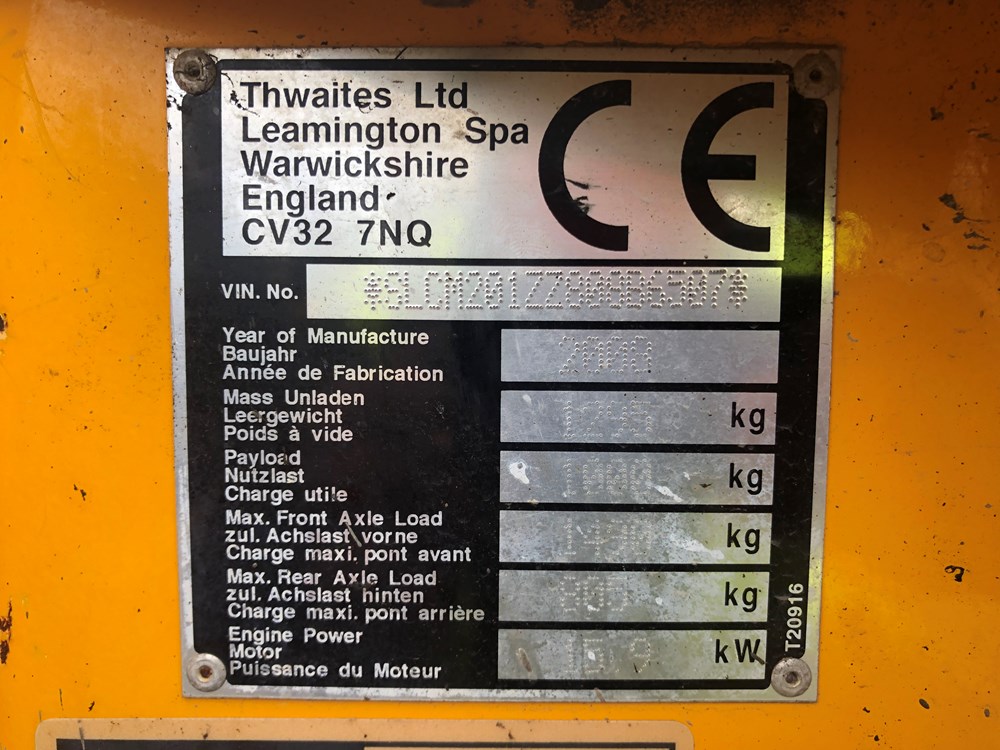 Thwaites Ltd
Leamington Spa
Warwickshire
England
CV32 7NQ
CE
VIN. No.
Year of Manufacture
Baujahr
Année de Fabrication
Mass Unladen
Leergewicht
Poids à vide
kg
Payload
Nutzlast
Charge utile
kg
Max. Front Axle Load
zul. Achslast vorne
Charge maxi. pont avant
kg
Max. Rear Axle Load
zul. Achslast hinten
Charge maxi. pont arrière
kg
Engine Power
Motor
Puissance du Moteur
kW
T20916